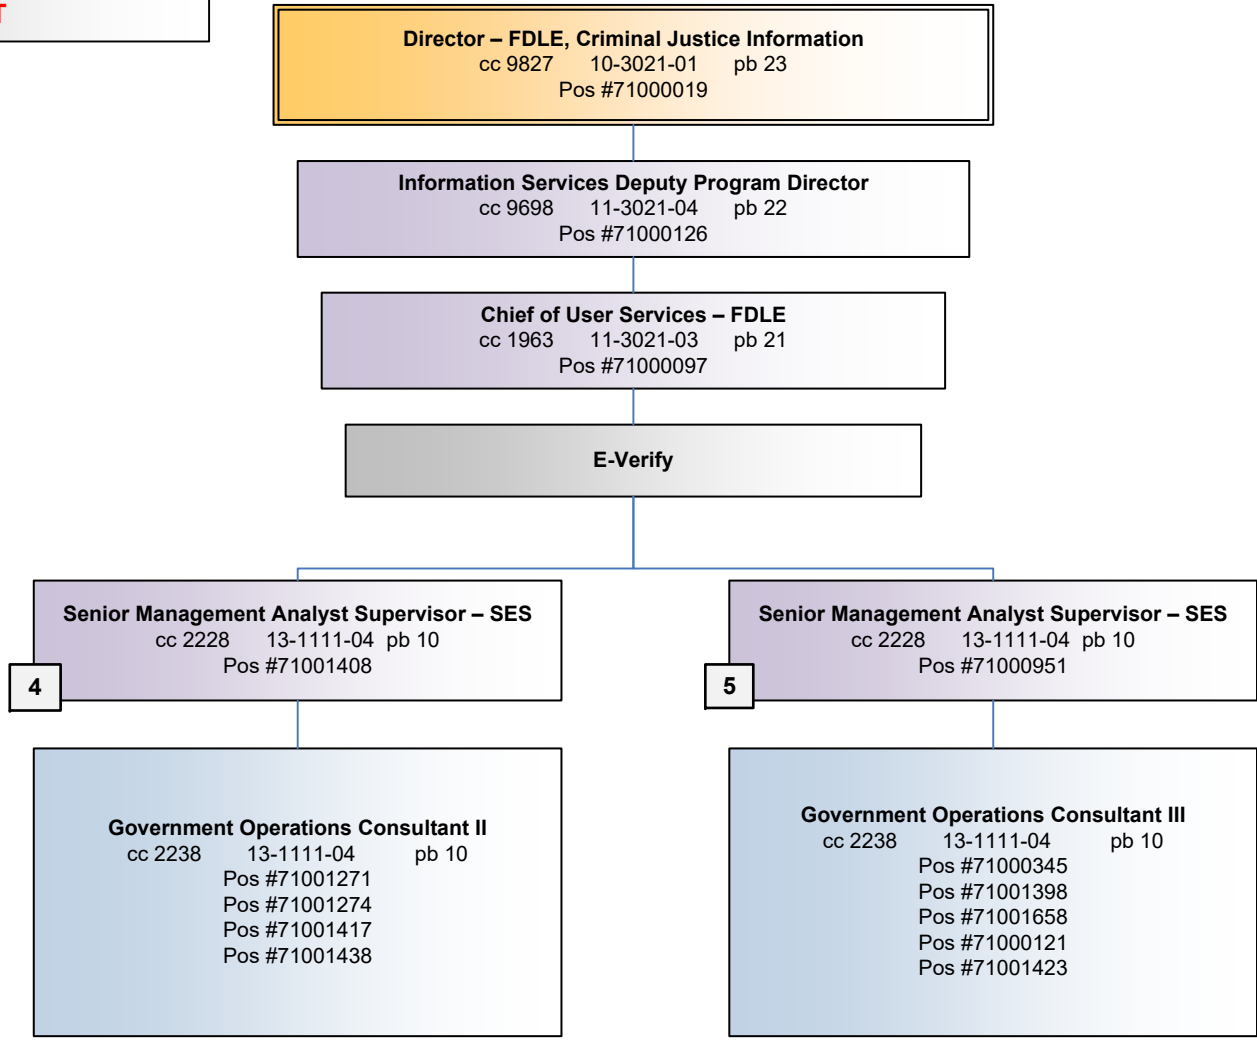 T
Director – FDLE, Criminal Justice Information
cc 9827 10-3021-01 pb 23
Pos #71000019
Information Services Deputy Program Director
cc 9698 11-3021-04 pb 22
Pos #71000126
Chief of User Services – FDLE
cc 1963 11-3021-03 pb 21
Pos #71000097
E-Verify
Senior Management Analyst Supervisor – SES
cc 2228 13-1111-04 pb 10
Pos #71001408
4
Senior Management Analyst Supervisor – SES
cc 2228 13-1111-04 pb 10
Pos #71000951
5
Government Operations Consultant II
cc 2238 13-1111-04 pb 10
Pos #71001271
Pos #71001274
Pos #71001417
Pos #71001438
Government Operations Consultant III
cc 2238 13-1111-04 pb 10
Pos #71000345
Pos #71001398
Pos #71001658
Pos #71000121
Pos #71001423